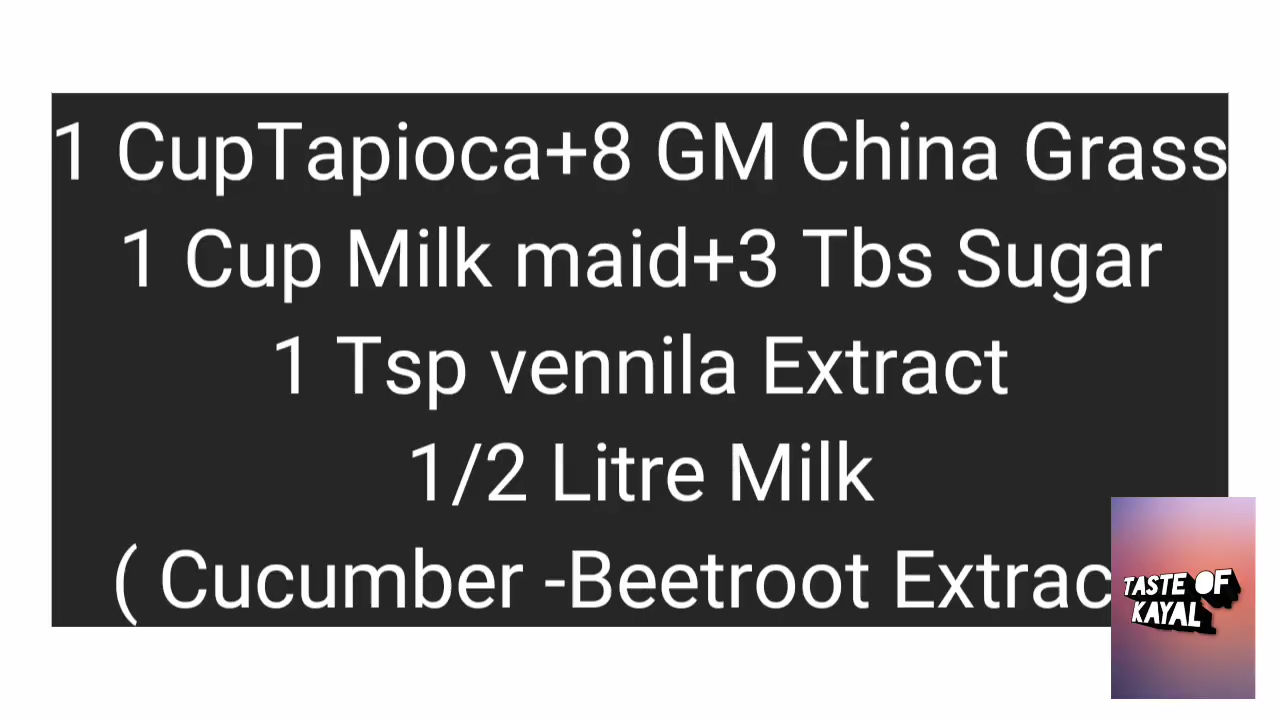 1 CupTapioca+8 GM China Grass
1 Cup Milk maid+3 Tbs Sugar
1 Tsp vennila Extract
1/2 Litre Milk
( Cucumber -Beetroot Extrac
TASTE OF
KAYAL